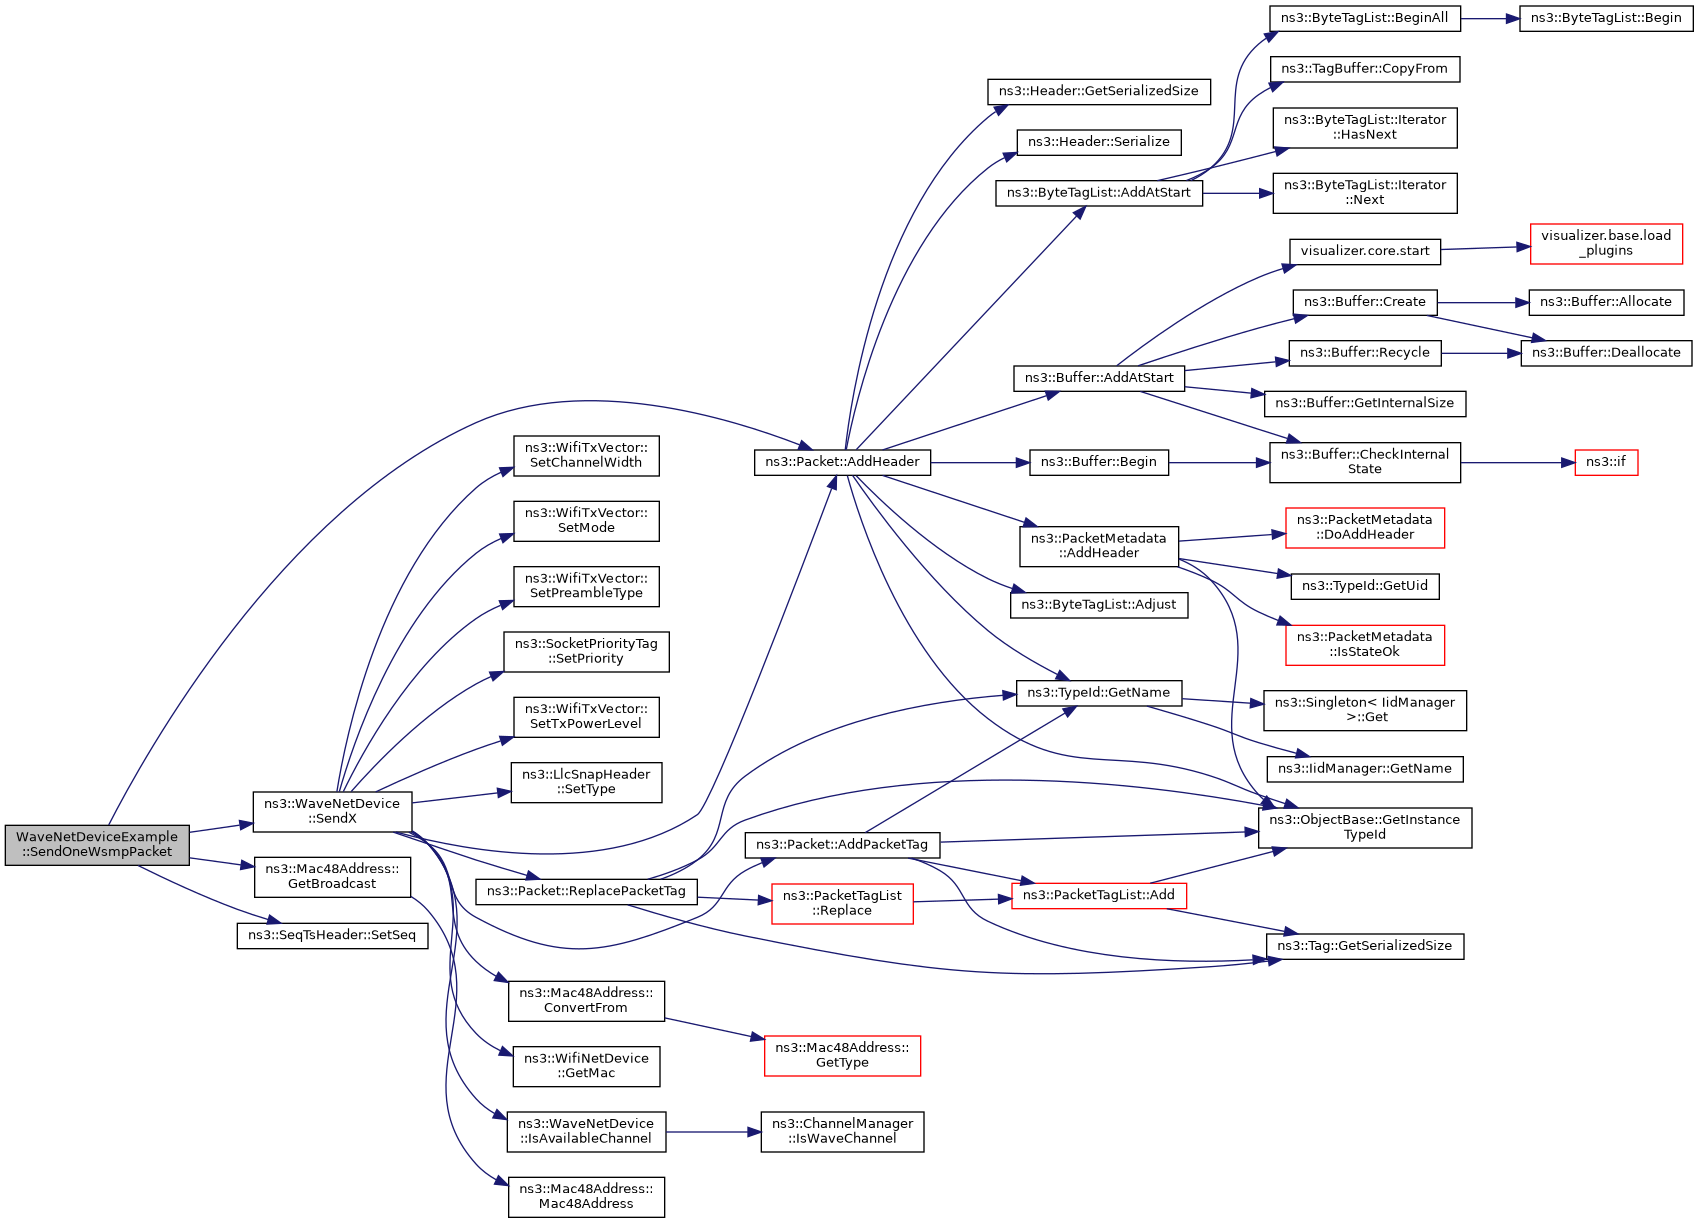 WaveNetDeviceExample
::SendOneWsmpPacket
ns3::WaveNetDevice
::SendX
ns3::Mac48Address::
GetBroadcast
ns3::SeqTsHeader::SetSeq
ns3::WifiTxVector::
SetChannelWidth
ns3::WifiTxVector::
SetMode
ns3::WifiTxVector::
SetPreambleType
ns3::SocketPriorityTag
::SetPriority
ns3::WifiTxVector::
SetTxPowerLevel
ns3::LlcSnapHeader
::SetType
ns3::Packet::ReplacePacketTag
ns3::Mac48Address::
ConvertFrom
ns3::WifiNetDevice
::GetMac
ns3::WaveNetDevice
::IsAvailableChannel
ns3::Mac48Address::
Mac48Address
ns3::Packet::AddHeader
ns3::Packet::AddPacketTag
ns3::PacketTagList
::Replace
ns3::Mac48Address::
GetType
ns3::ChannelManager
::IsWaveChannel
ns3::Header::GetSerializedSize
ns3::Header::Serialize
ns3::ByteTagList::AddAtStart
ns3::Buffer::AddAtStart
ns3::Buffer::Begin
ns3::PacketMetadata
::AddHeader
ns3::ByteTagList::Adjust
ns3::TypeId::GetName
ns3::PacketTagList::Add
ns3::ByteTagList::BeginAll
ns3::TagBuffer::CopyFrom
ns3::ByteTagList::Iterator
::HasNext
ns3::ByteTagList::Iterator
::Next
visualizer.core.start
ns3::Buffer::Create
ns3::Buffer::Recycle
ns3::Buffer::GetInternalSize
ns3::Buffer::CheckInternal
State
ns3::PacketMetadata
::DoAddHeader
ns3::TypeId::GetUid
ns3::PacketMetadata
::IsStateOk
ns3::Singleton< IidManager
>::Get
ns3::IidManager::GetName
ns3::ObjectBase::GetInstance
TypeId
ns3::Tag::GetSerializedSize
ns3::ByteTagList::Begin
visualizer.base.load
_plugins
ns3::Buffer::Allocate
ns3::Buffer::Deallocate
ns3::if